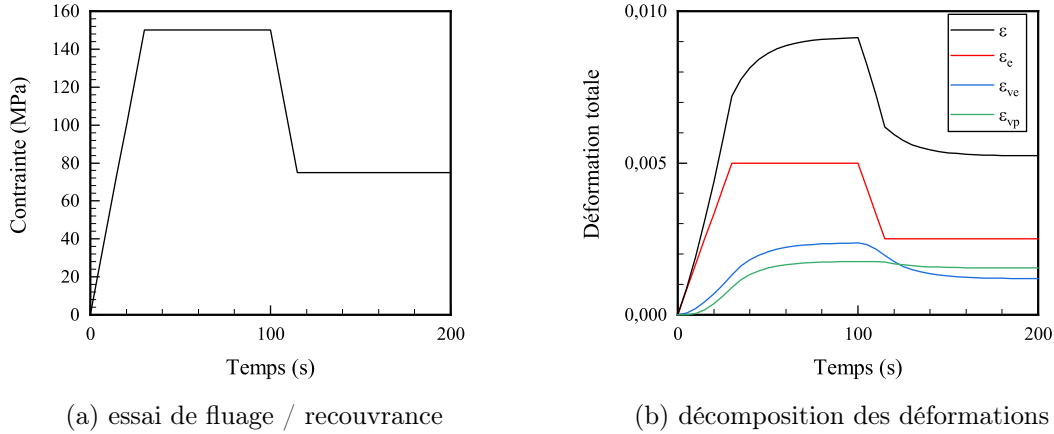 160
140
120
100
80
60
40
20
0
Contrainte (MPa)
0
100
200
Temps (s)
(a) essai de fluage / recouvrance
0,010
0,005
0,000
Déformation totale
ε
εe
εve
εvp
0
100
200
Temps (s)
(b) décomposition des déformations